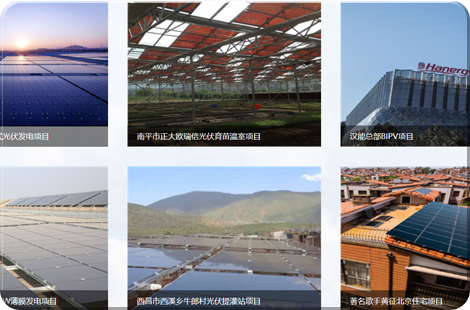 Hanergy
光伏发电项目
南平市正大欧瑞信光伏育苗温室项目
汉能总部BIPV项目
W薄膜发电项目
西昌市西溪乡牛郎村光伏提灌站项目
著名歌手黄征北京住宅项目